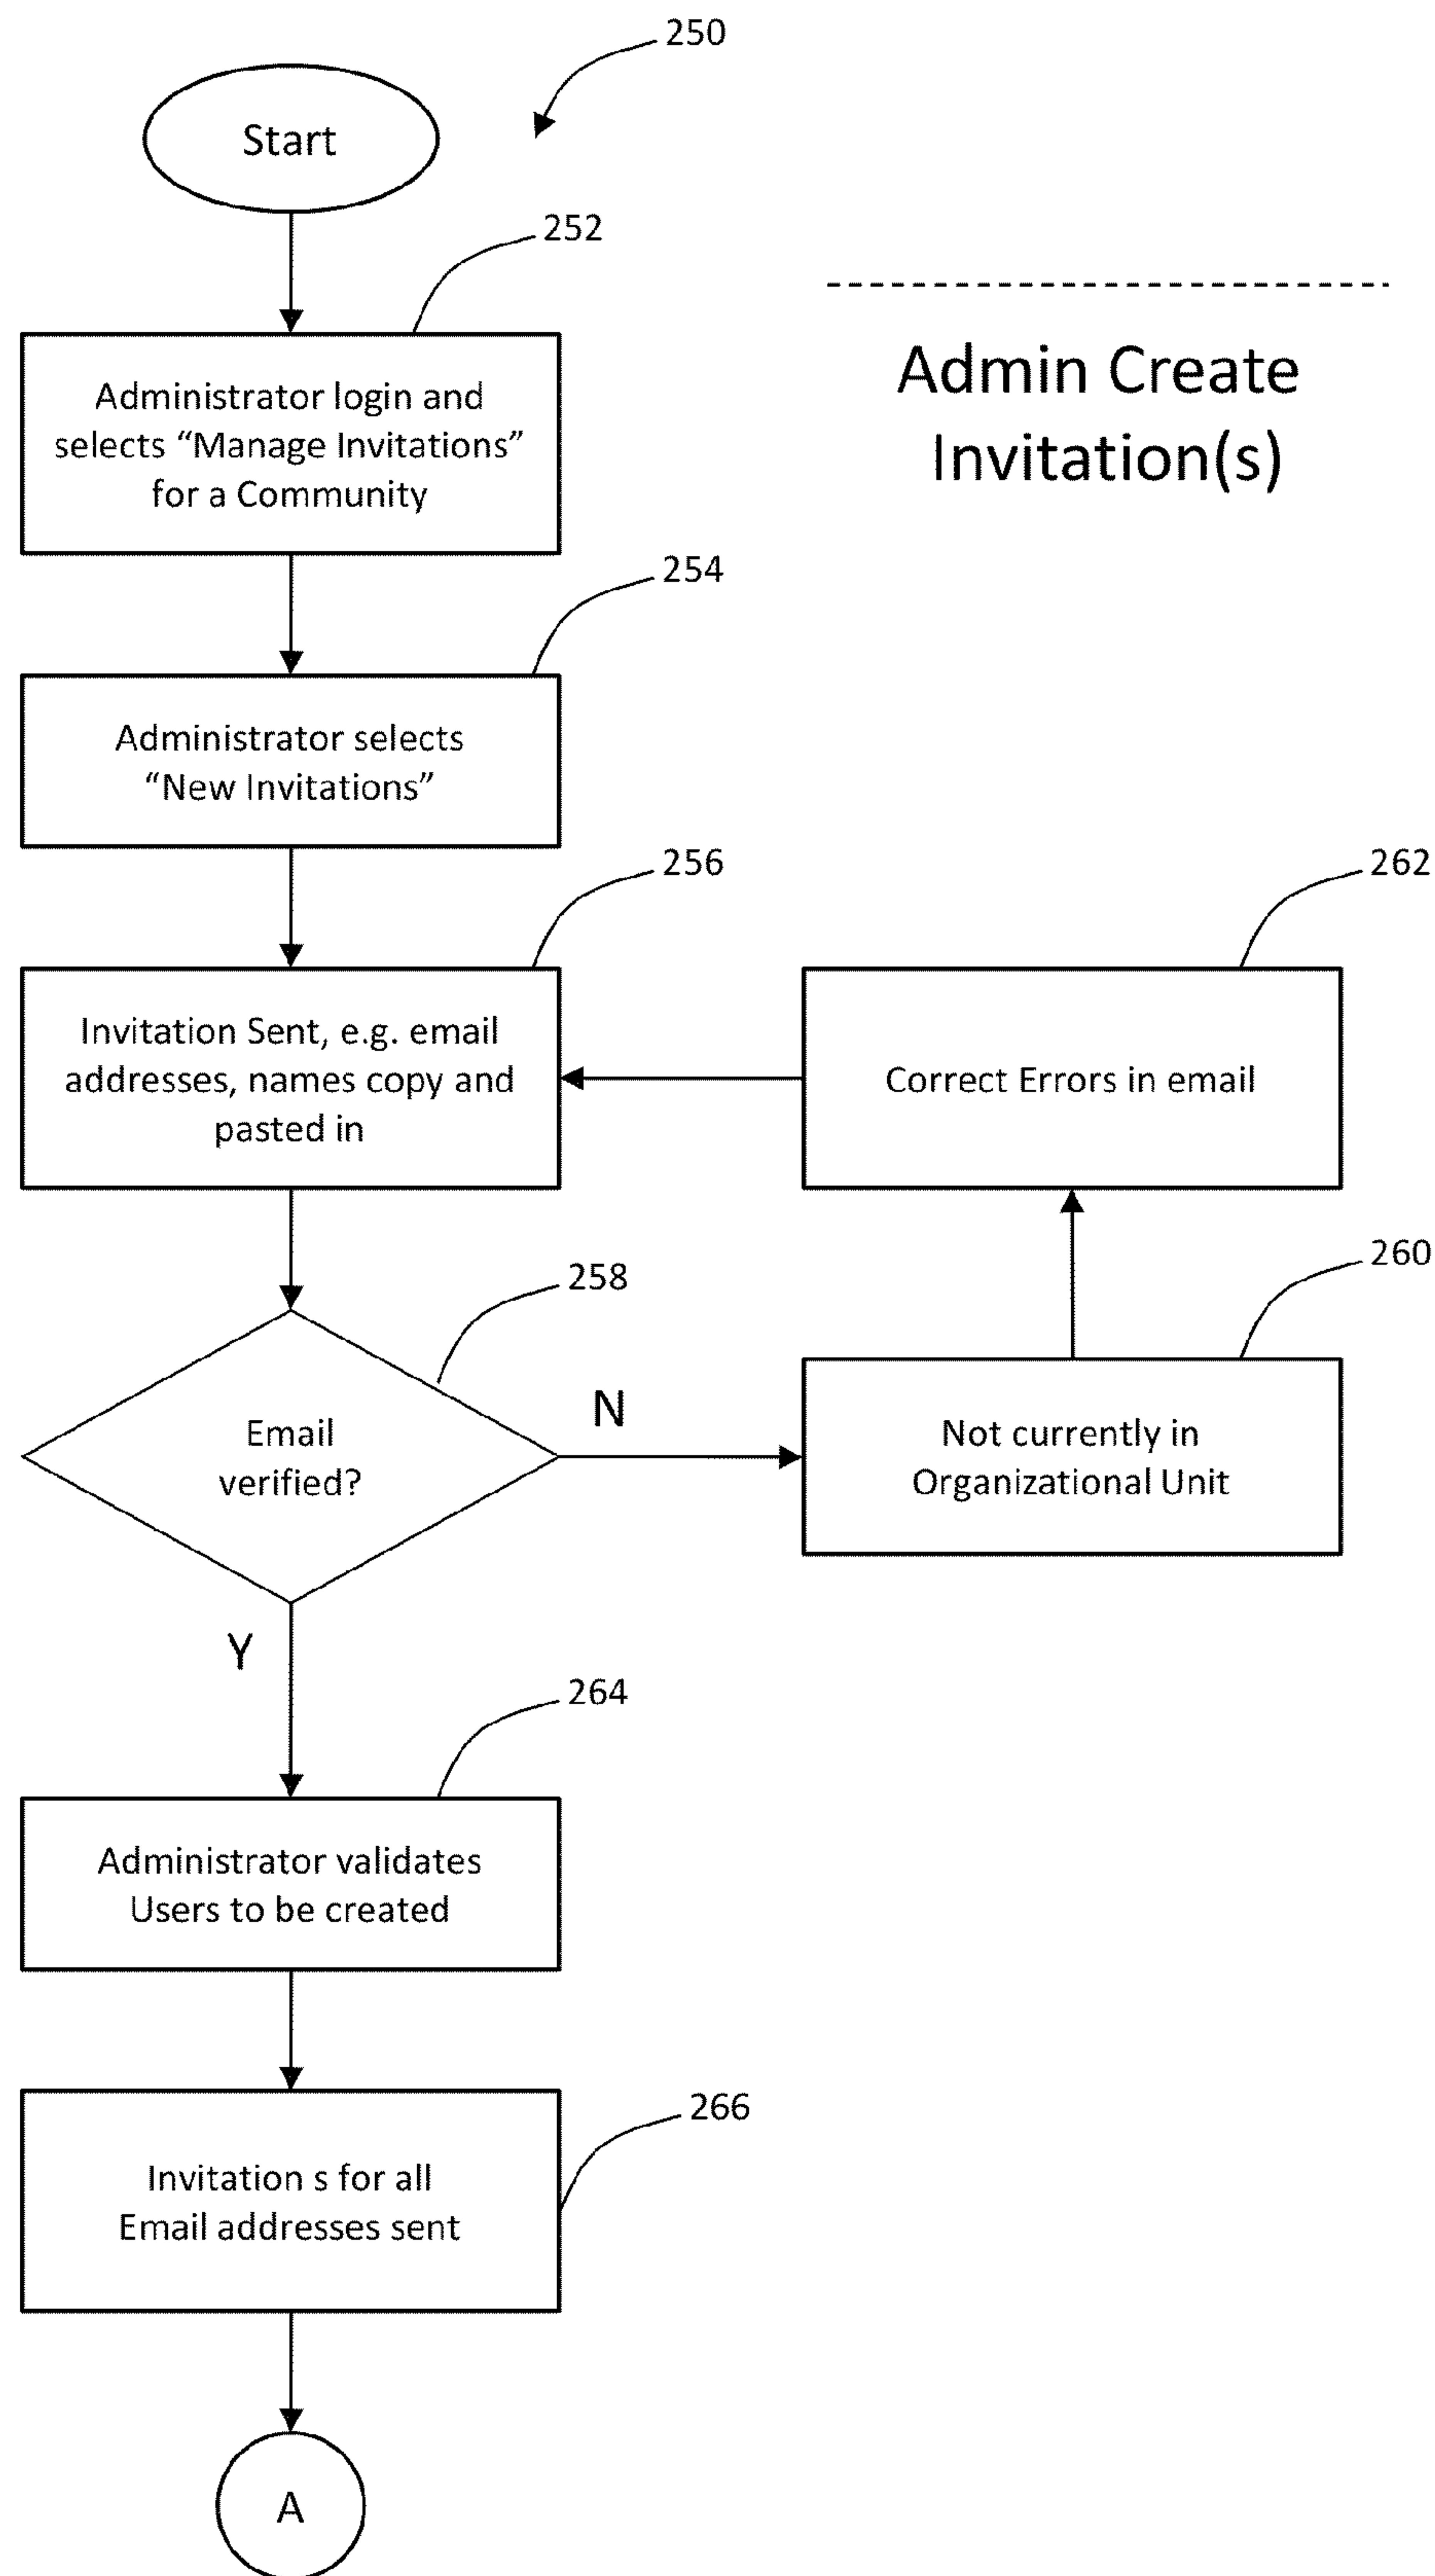 250
Start
252
Administrator login and
selects “Manage Invitations”
for a Community
Admin Create
Invitation(s)
254
Administrator selects
“New Invitations”
256
Invitation Sent, e.g. email
addresses, names copy and
pasted in
262
Correct Errors in email
258
Email
verified?
N
260
Not currently in
Organizational Unit
Y
264
Administrator validates
Users to be created
266
Invitation s for all
Email addresses sent
A